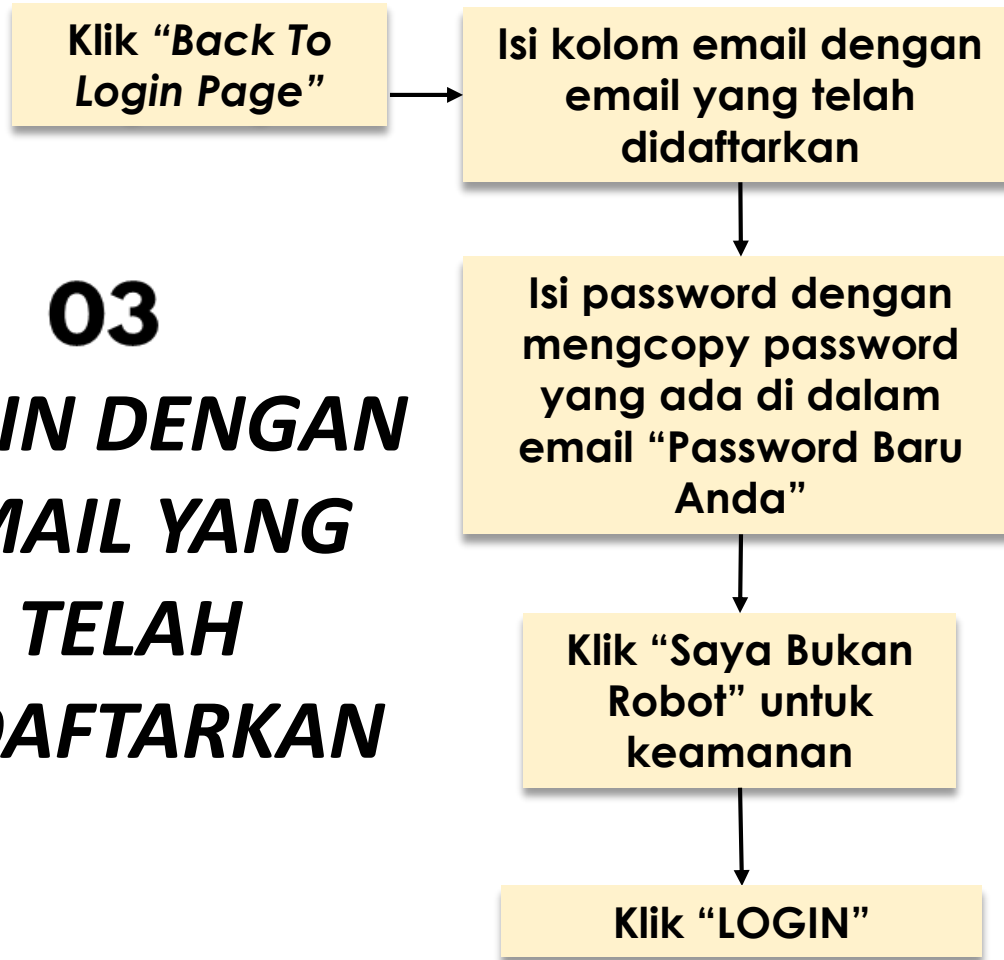 Klik “Back To
Login Page”
Isi kolom email dengan
email yang telah
didaftarkan
03
IN DENGAN
MAIL YANG
TELAH
DAFTARKAN
Isi password dengan
mengcopy password
yang ada di dalam
email “Password Baru
Anda”
Klik “Saya Bukan
Robot” untuk
keamanan
Klik “LOGIN”